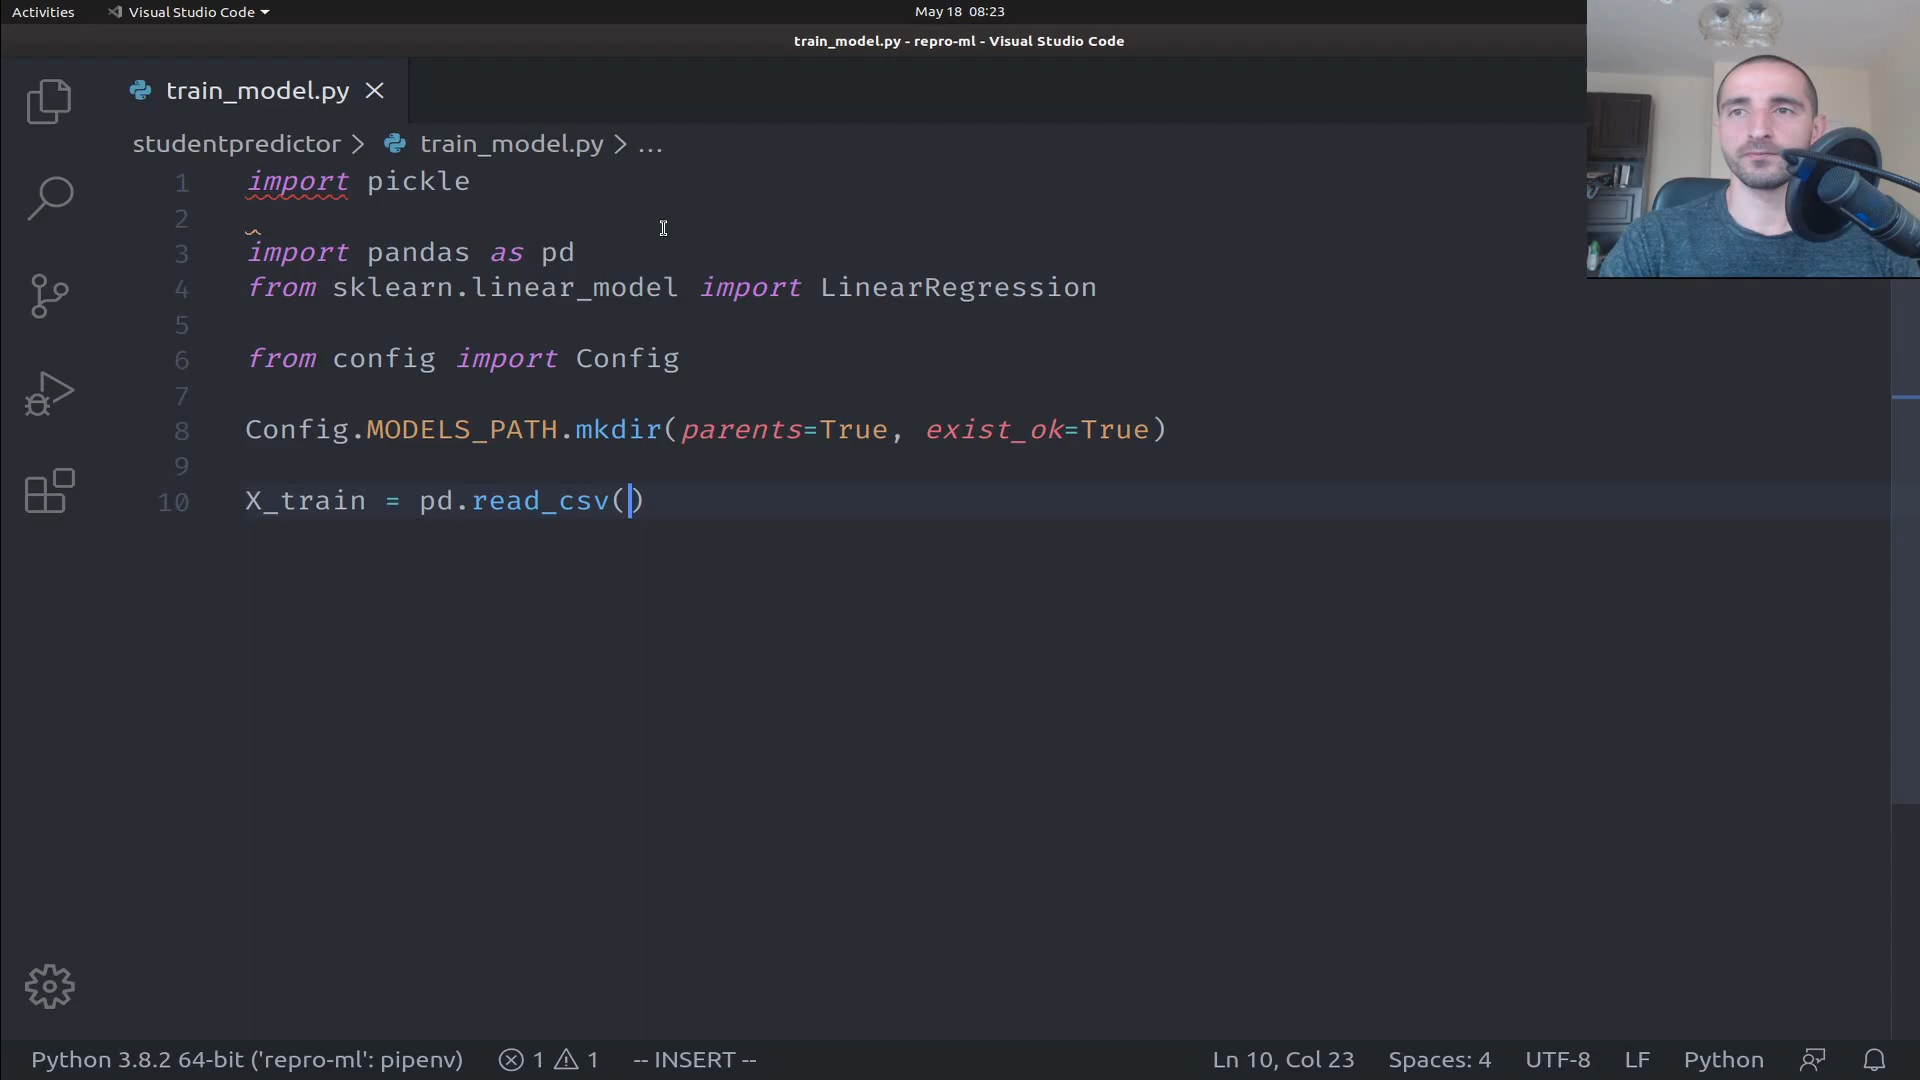 Activities
Visual Studio Code
May 18 08:23
train_model.py - repro-ml - Visual Studio Code
train_model.py
studentpredictor > train_model.py > ...
1 import pickle
2
3 import pandas as pd
4 from sklearn.linear_model import LinearRegression
5
6 from config import Config
7
8 Config.MODELS_PATH.mkdir(parents=True, exist_ok=True)
9
10 X_train = pd.read_csv()
Python 3.8.2 64-bit ('repro-ml': pipenv) 1 1 -- INSERT -- Ln 10, Col 23 Spaces: 4 UTF-8 LF Python